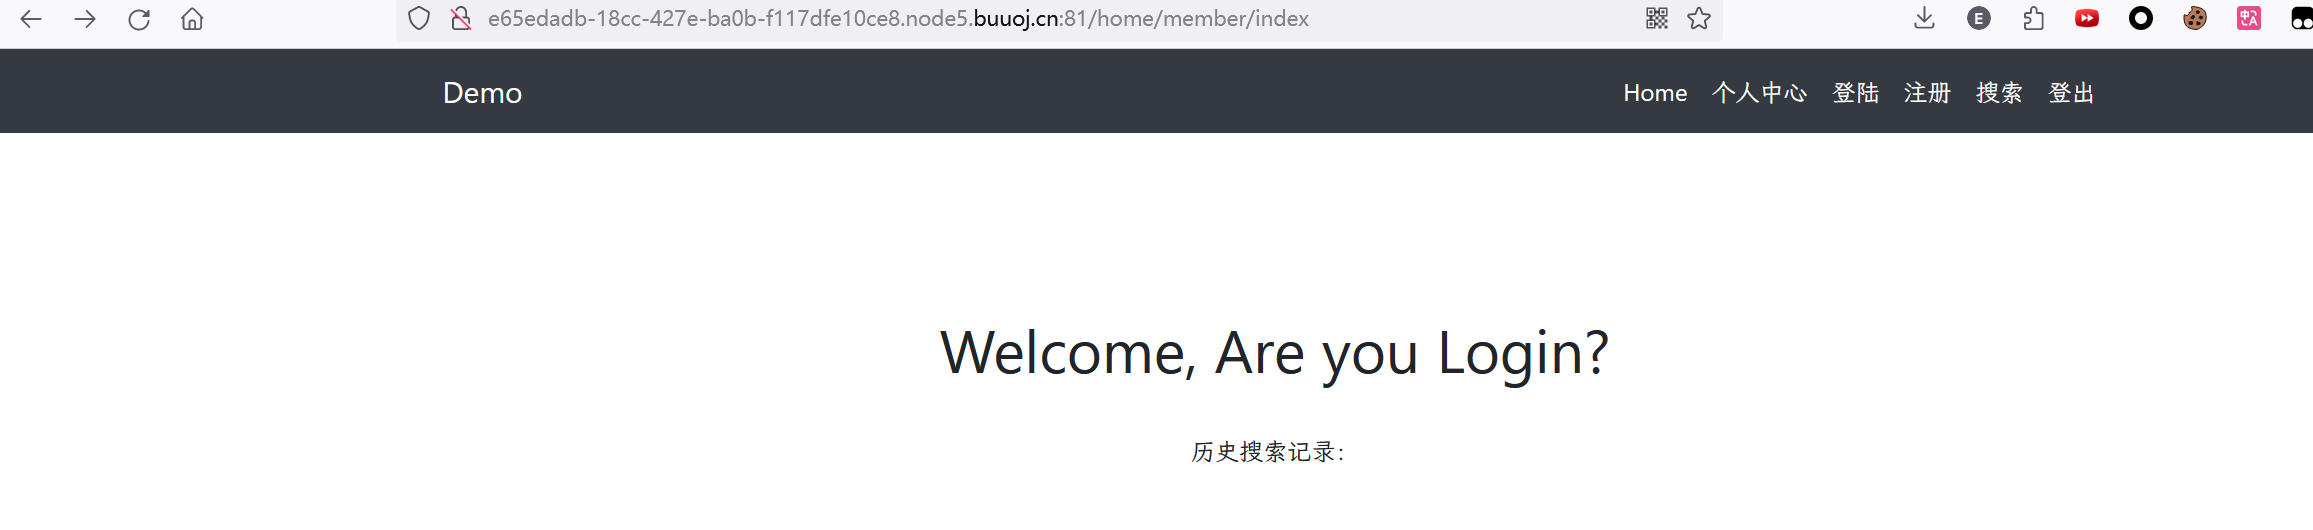 e65edadb-18cc-427e-ba0b-f117dfe10ce8.node5.buuoj.cn:81/home/member/index
E
中 A
Demo
Home 个人中心 登陆 注册 搜索 登出
Welcome, Are you Login?
历史搜索记录：